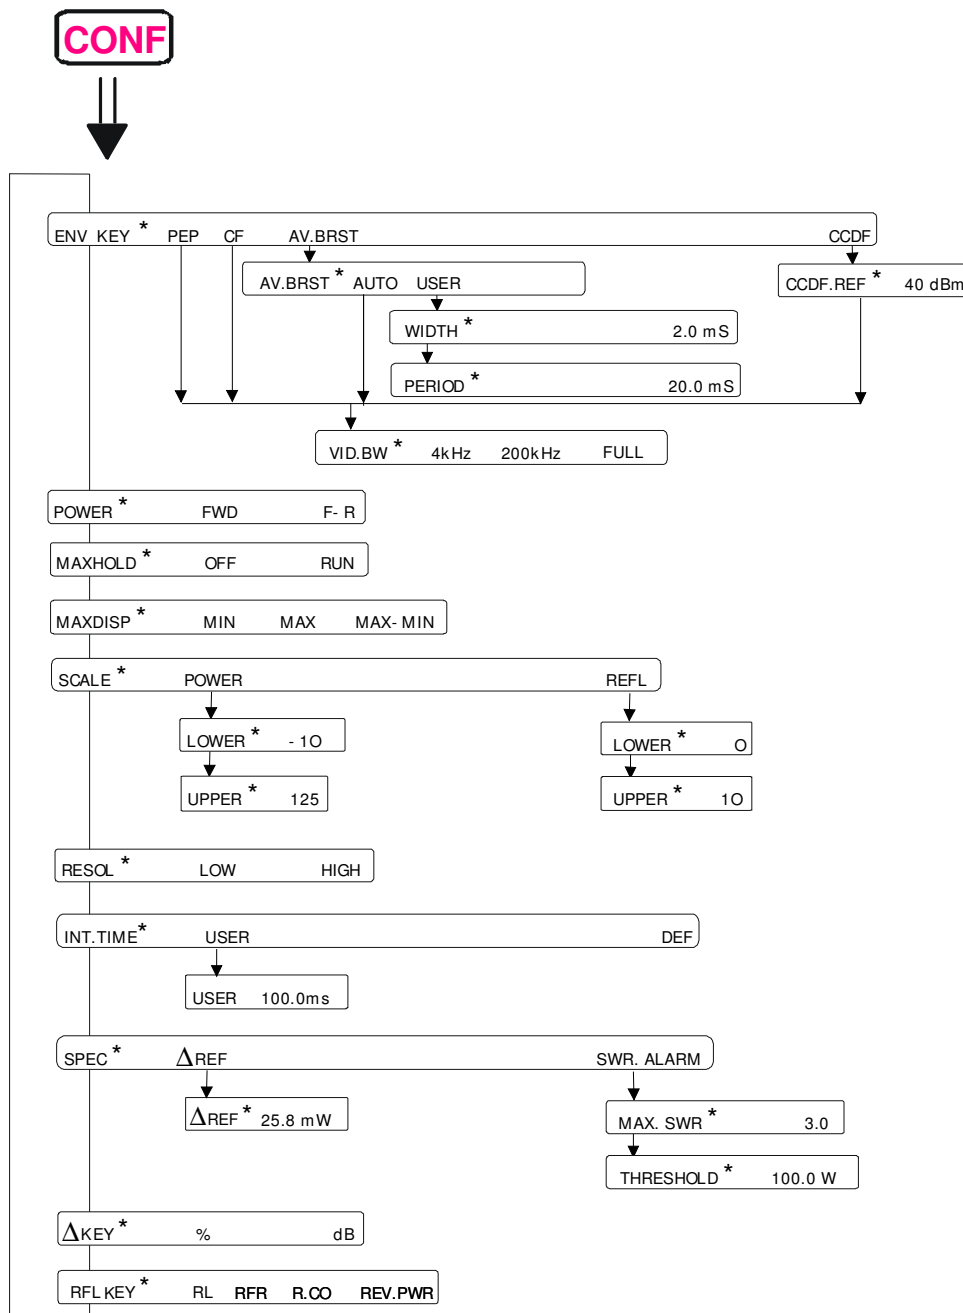 CONF
ENV KEY * PEP CF AV.BRST CCDF
AV.BRST * AUTO USER
CCDF.REF * 40 dBm
WIDTH * 2.0 mS
PERIOD * 20.0 mS
VID.BW * 4kHz 200kHz FULL
POWER * FWD F- R
MAXHOLD * OFF RUN
MAXDISP * MIN MAX MAX- MIN
SCALE * POWER REFL
LOWER * - 1O
LOWER * O
UPPER * 125
UPPER * 1O
RESOL * LOW HIGH
INT.TIME * USER DEF
USER 100.0ms
SPEC * ΔREF SWR. ALARM
ΔREF * 25.8 mW
MAX. SWR * 3.0
THRESHOLD * 100.0 W
ΔKEY * % dB
RFL KEY * RL RFR R.CO REV.PWR